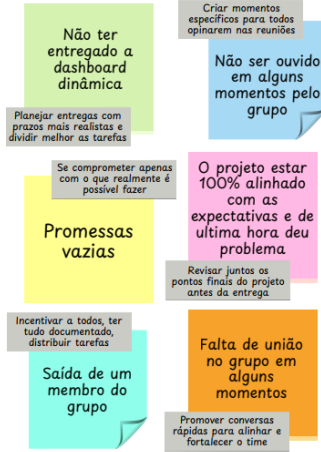 Não ter
entregado a
dashboard
dinâmica
Planejar entregas com
prazos mais realistas e
dividir melhor as tarefas
Criar momentos
específicos para todos
opinarem nas reuniões
Não ser ouvido
em alguns
momentos pelo
grupo
Se comprometer apenas
com o que realmente é
possível fazer
Promessas
vazias
O projeto estar
100% alinhado
com as
expectativas e de
ultima hora deu
problema
Revisar juntos os
pontos finais do projeto
antes da entrega
Incentivar a todos, ter
tudo documentado,
distribuir tarefas
Saída de um
membro do
grupo
Falta de união
no grupo em
alguns
momentos
Promover conversas
rápidas para alinhar e
fortalecer o time